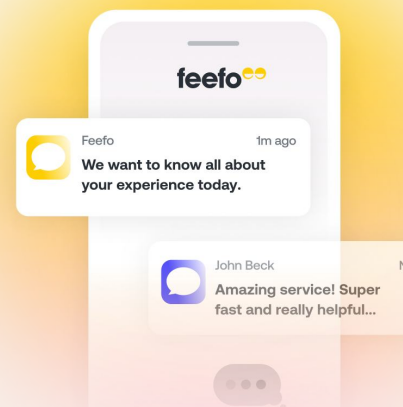 feefo
Feefo 1m ago
We want to know all about
your experience today.
John Beck
Amazing service! Super
fast and really helpful...